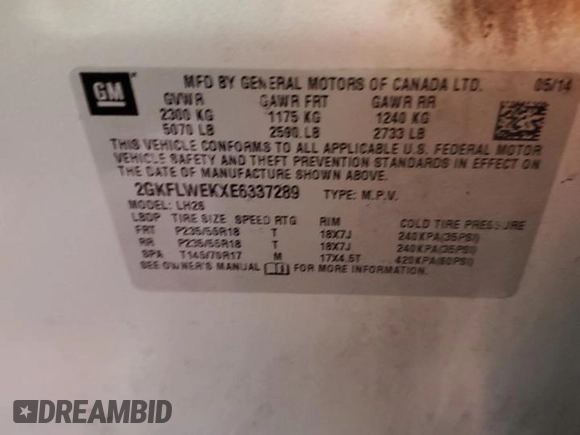 GM
MFD BY GENERAL MOTORS OF CANADA LTD. 05/14
GVWR GAWR FRT GAWR RR
2300 KG 1175 KG 1240 KG
5070 LB 2590 LB 2733 LB
THIS VEHICLE CONFORMS TO ALL APPLICABLE U.S. FEDERAL MOTOR
VEHICLE SAFETY, BUMPER, AND THEFT PREVENTION STANDARDS IN EFFECT ON
THE DATE OF MANUFACTURE SHOWN ABOVE.
2GKFLWEKXE6337289 TYPE: M.P.V.
MODEL: LH26
TIRE SIZE SPEED RTG RIM COLD TIRE PRESSURE
FRT P235/55R18 T 18X7J 240KPA(35PSI)
RR P235/55R18 T 18X7J 240KPA(35PSI)
SPA T145/70R17 M 17X4.5T 420KPA(60PSI)
SEE OWNER'S MANUAL FOR MORE INFORMATION.
DREAMBID